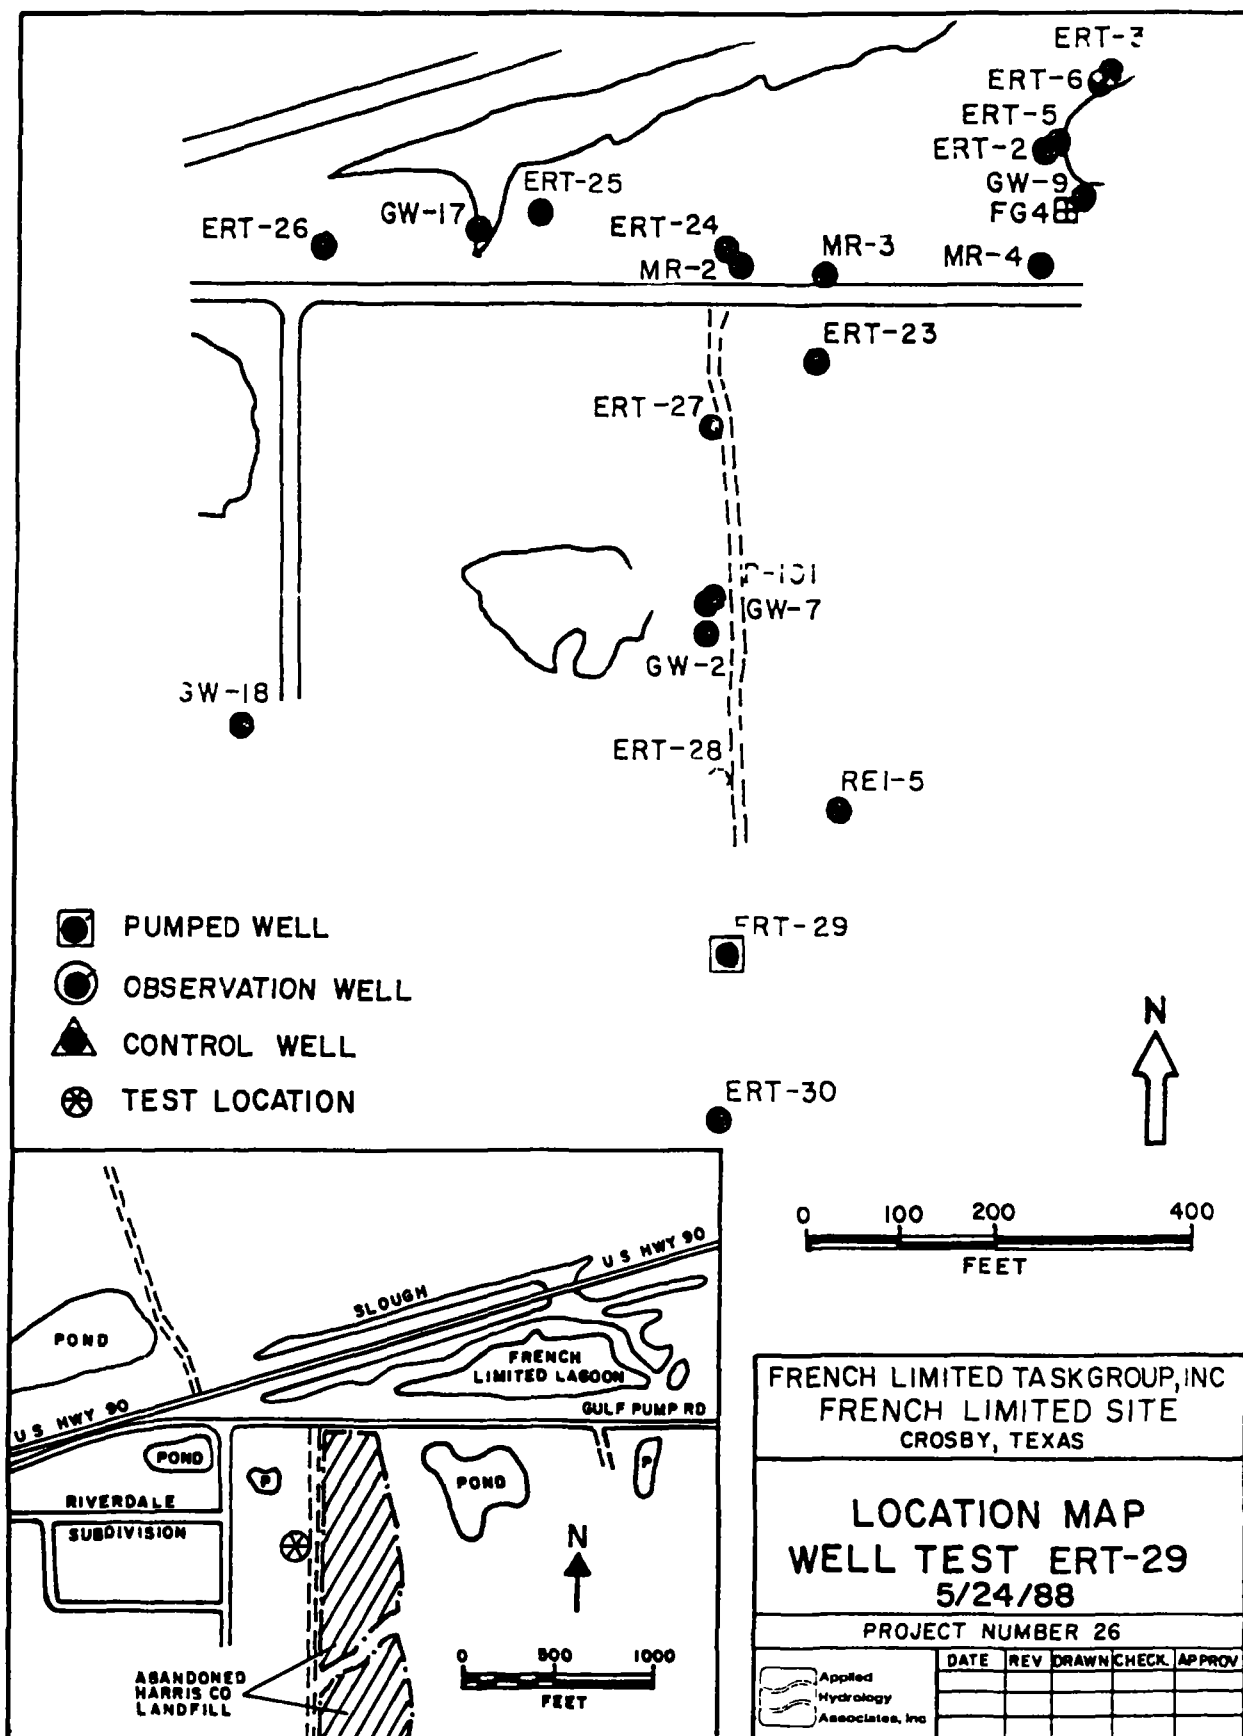 ERT-3
ERT-6
ERT-5
ERT-2
GW-9
FG4
ERT-25
GW-17
ERT-26
ERT-24
MR-2
MR-3
MR-4
ERT-23
ERT-27
GW-7
GW-2
GW-18
ERT-28
REI-5
PUMPED WELL
ERT-29
OBSERVATION WELL
CONTROL WELL
TEST LOCATION
N
ERT-30
0 100 200 400
FEET
U S HWY 90
SLOUGH
POND
FRENCH
LIMITED LAGOON
GULF PUMP RD
U S HWY 90
POND
P
POND
P
RIVERDALE
SUBDIVISION
N
ABANDONED
HARRIS CO
LANDFILL
0 500 1000
FEET
FRENCH LIMITED TASKGROUP, INC
FRENCH LIMITED SITE
CROSBY, TEXAS
LOCATION MAP
WELL TEST ERT-29
5/24/88
PROJECT NUMBER 26
DATE REV DRAWN CHECK. APPROV
Applied
Hydrology
Associates, Inc